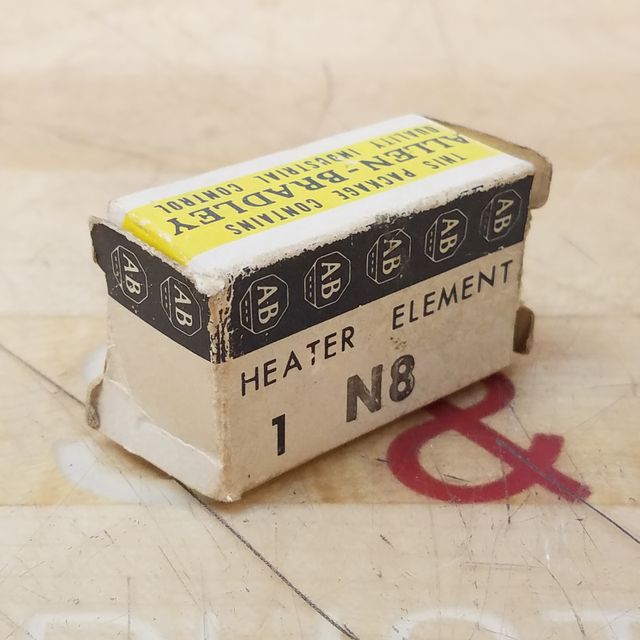 THIS PACKAGE CONTAINS
ALLEN-BRADLEY
QUALITY INDUSTRIAL CONTROL
AB AB AB AB AB AB AB
HEATER ELEMENT
1 N8
&